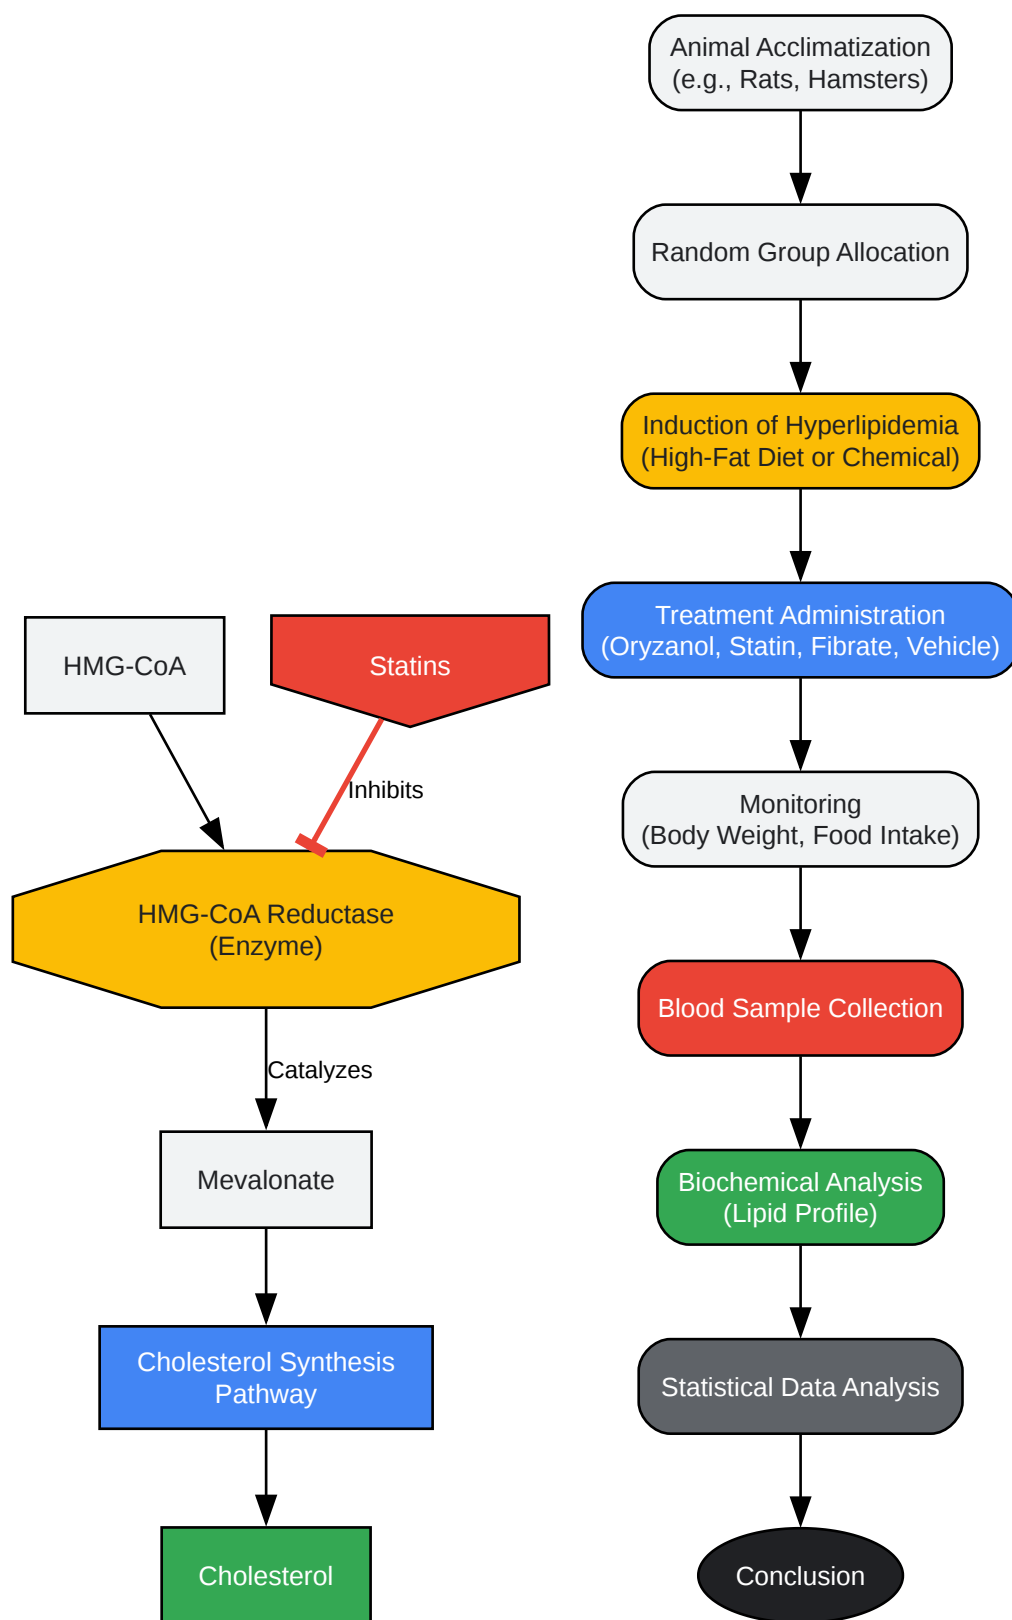 HMG-CoA
Statins
Inhibits
HMG-CoA Reductase
(Enzyme)
Catalyzes
Mevalonate
Cholesterol Synthesis
Pathway
Cholesterol
Animal Acclimatization
(e.g., Rats, Hamsters)
Random Group Allocation
Induction of Hyperlipidemia
(High-Fat Diet or Chemical)
Treatment Administration
(Oryzanol, Statin, Fibrate, Vehicle)
Monitoring
(Body Weight, Food Intake)
Blood Sample Collection
Biochemical Analysis
(Lipid Profile)
Statistical Data Analysis
Conclusion